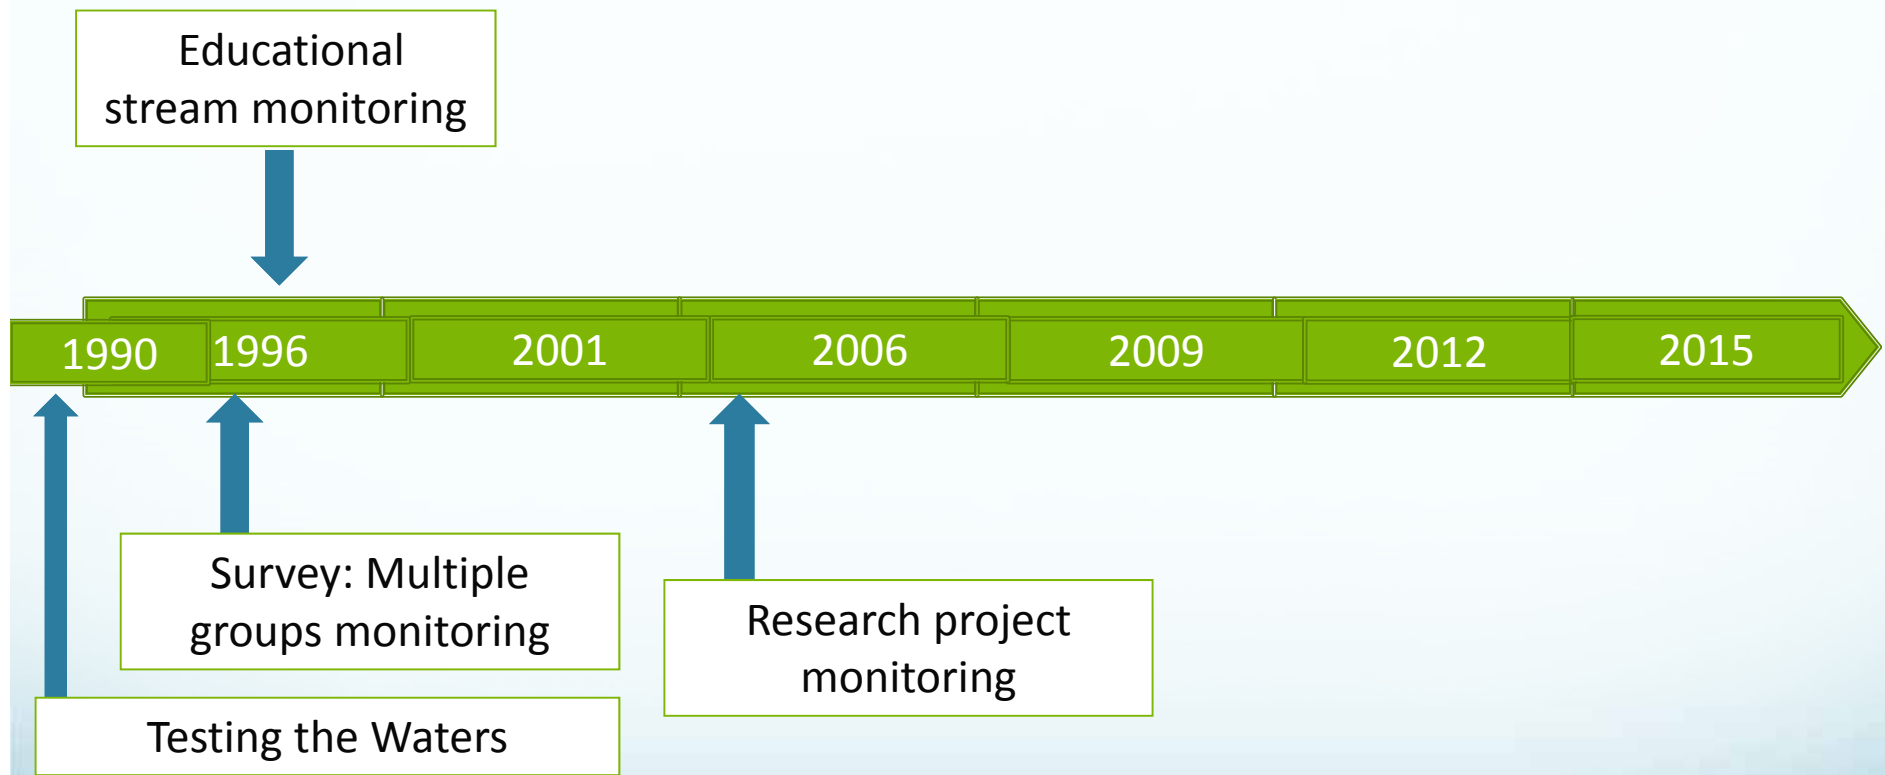 Educational
stream monitoring
1990 1996 2001 2006 2009 2012 2015
Survey: Multiple
groups monitoring
Research project
monitoring
Testing the Waters